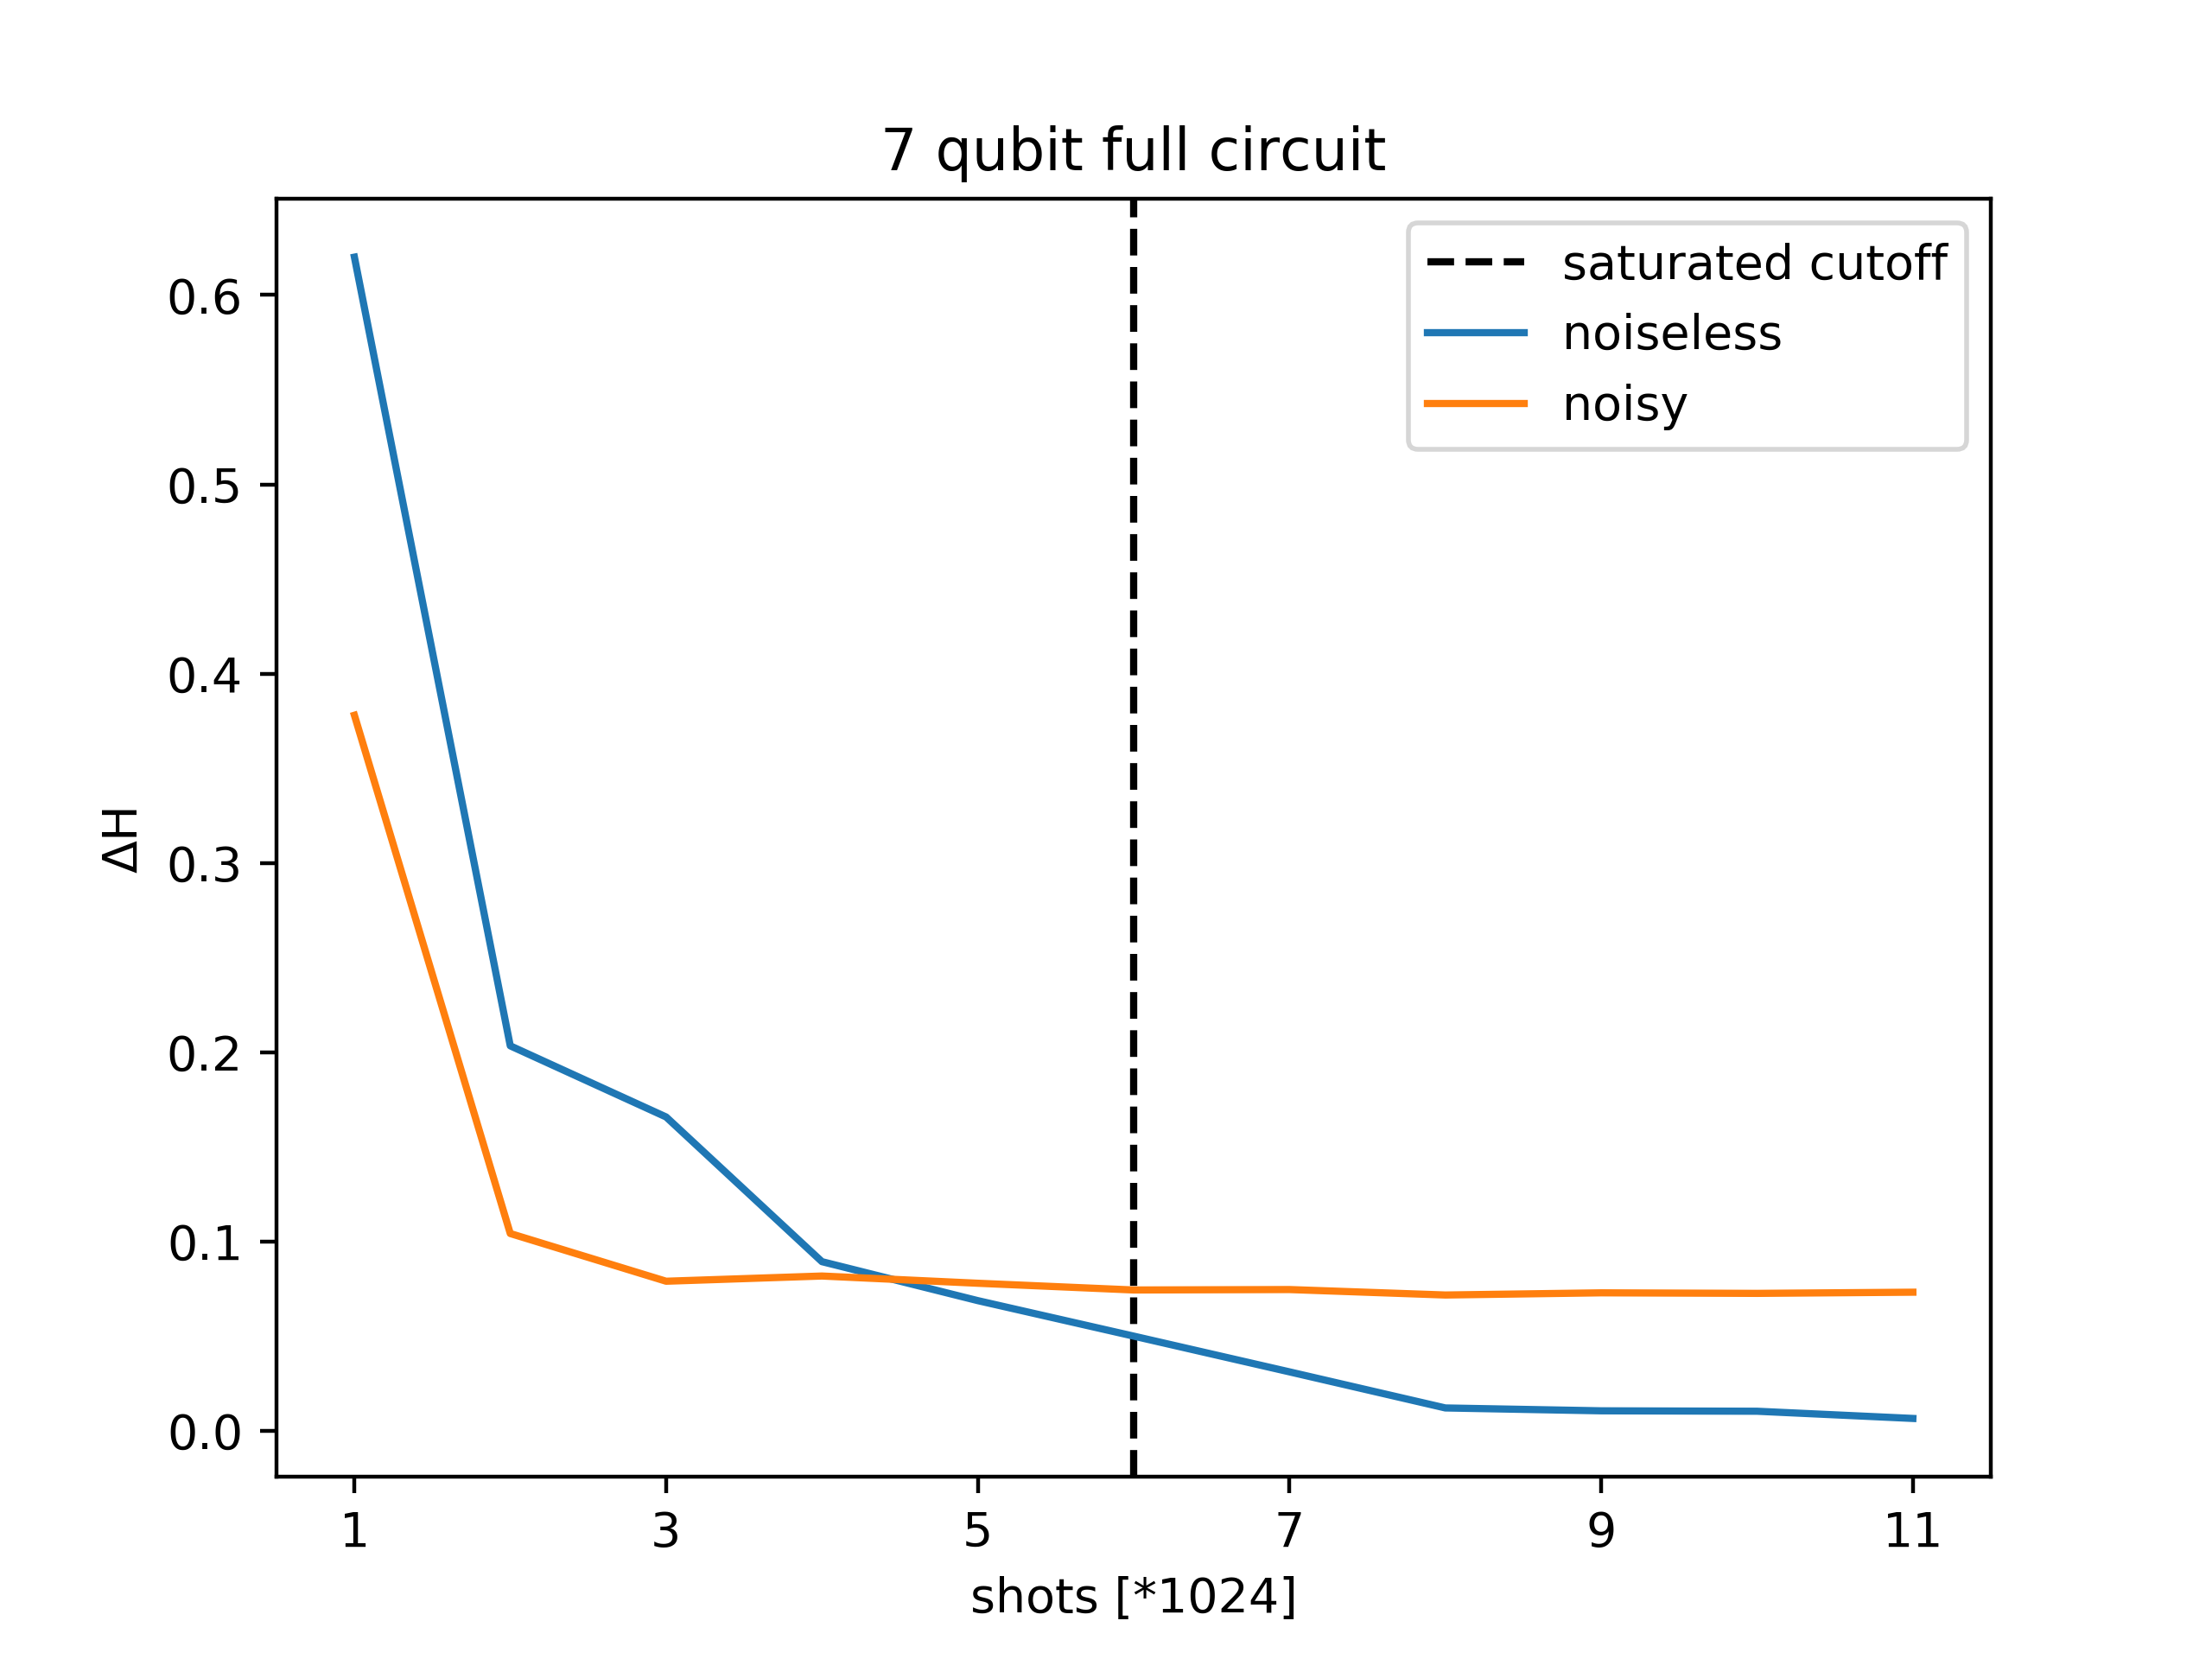 7 qubit full circuit
saturated cutoff
noiseless
noisy
0.6
0.5
0.4
0.3
0.2
0.1
0.0
ΔH
1 3 5 7 9 11
shots [*1024]